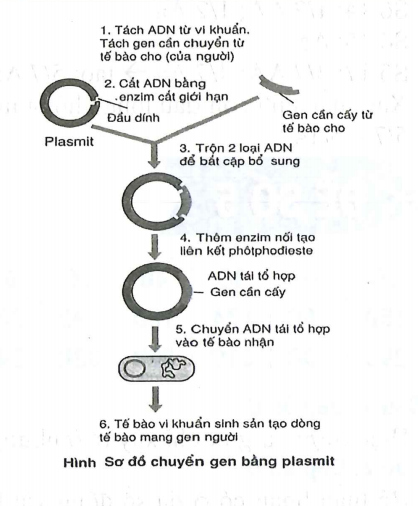 1. Tách ADN từ vi khuẩn.
Tách gen cần chuyển từ
tế bào cho (của người)
2. Cắt ADN bằng
enzim cắt giới hạn
Đẩu dính
Plasmit
Gen cần cấy từ
tế bào cho
3. Trộn 2 loại ADN
để bắt cặp bổ sung
4. Thêm enzim nối tạo
liên kết phôtphođieste
ADN tái tổ hợp
Gen cần cấy
5. Chuyển ADN tái tổ hợp
vào tế bào nhận
6. Tế bào vi khuẩn sinh sản tạo dòng
tế bào mang gen người
Hình Sơ đồ chuyển gen bằng plasmit